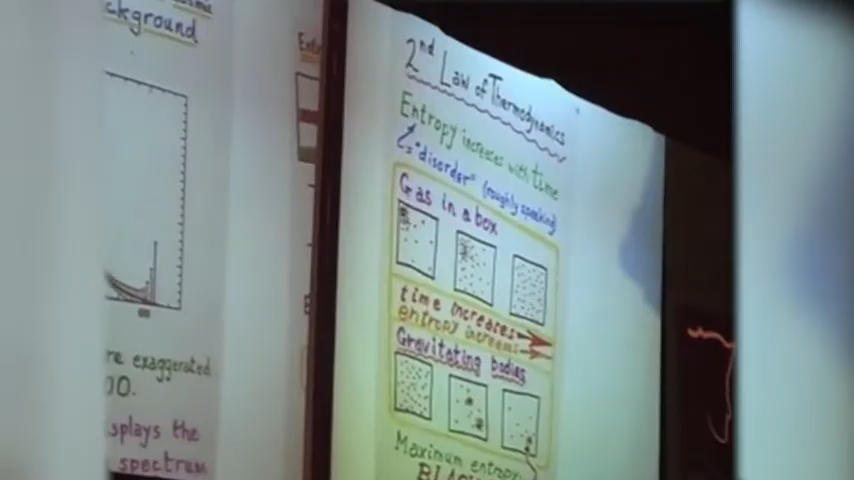 ckground
re exaggerated
00.
splays the
spectrum
2nd Law of Thermodynamics
Entropy increases with time
"disorder" (roughly speaking)
Gas in a box
time increases
entropy increases
Gravitating bodies
Maximum entropy: